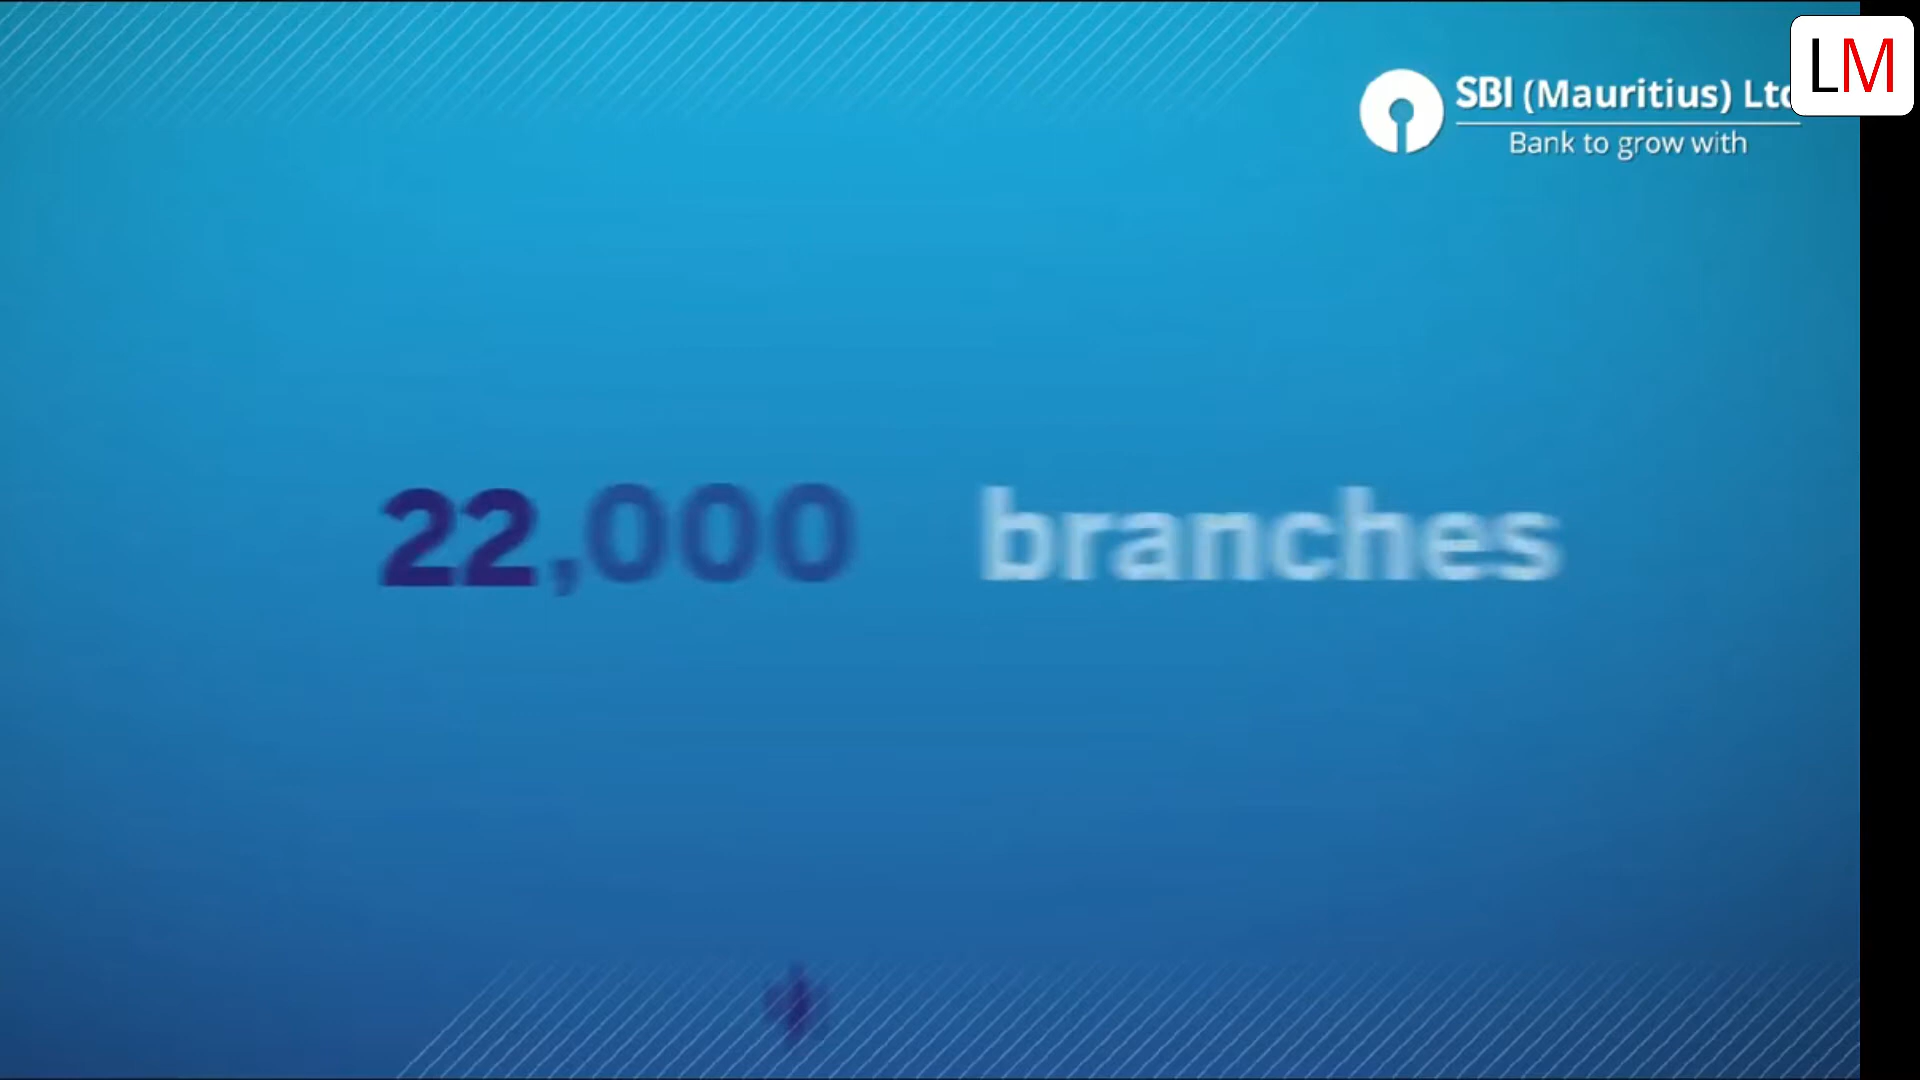 LM
SBI (Mauritius) Ltd
Bank to grow with
22,000 branches